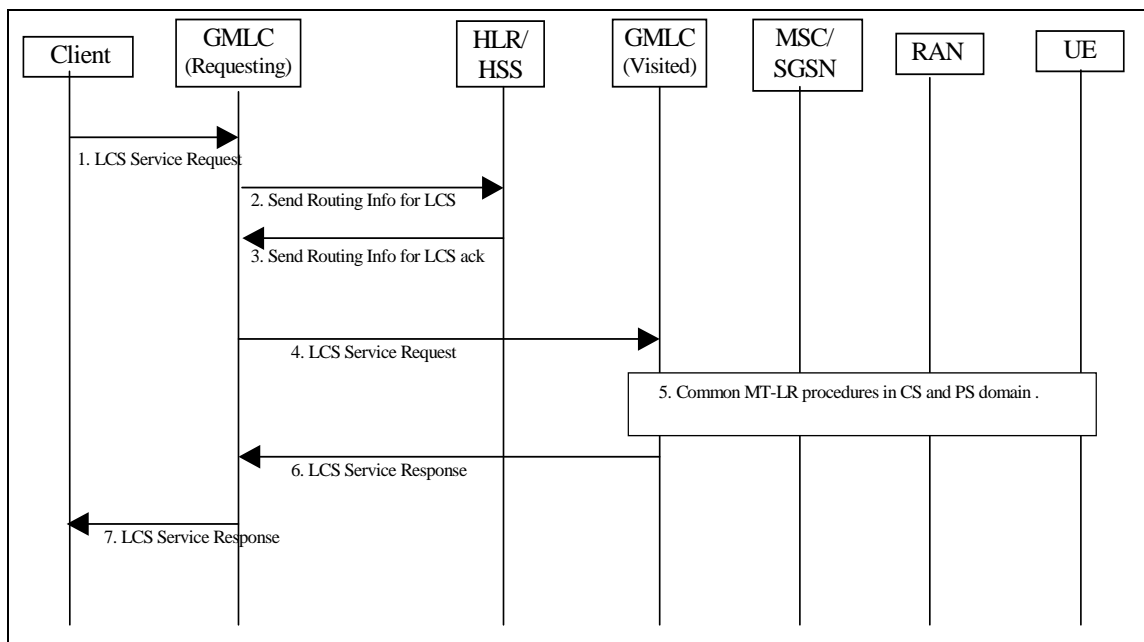 Client
GMLC
(Requesting)
HLR/
HSS
GMLC
(Visited)
MSC/
SGSN
RAN
UE
1. LCS Service Request
2. Send Routing Info for LCS
3. Send Routing Info for LCS ack
4. LCS Service Request
5. Common MT-LR procedures in CS and PS domain .
6. LCS Service Response
7. LCS Service Response